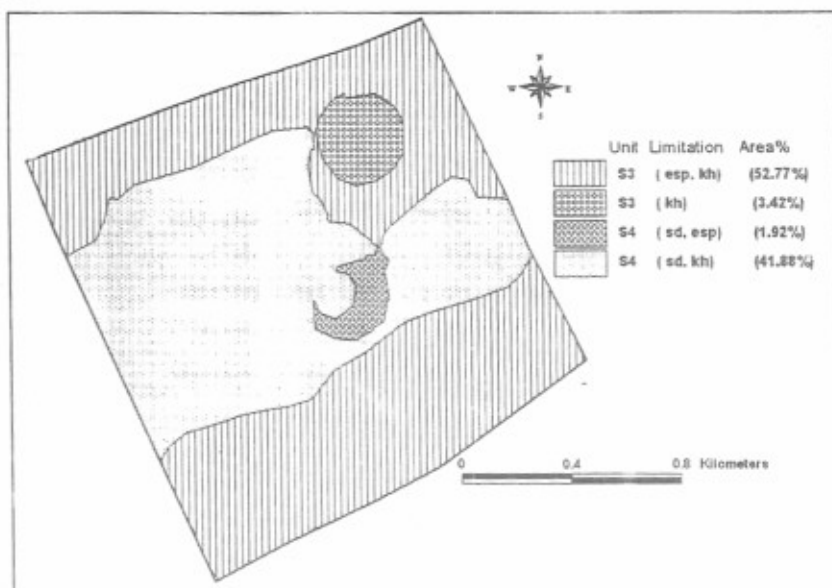 N
W E
S
Unit Limitation Area%
S3 ( esp. kh) (52.77%)
S3 ( kh) (3.42%)
S4 ( sd, esp) (1.92%)
S4 ( sd. kh) (41.88%)
0 0.4 0.8 Kilometers